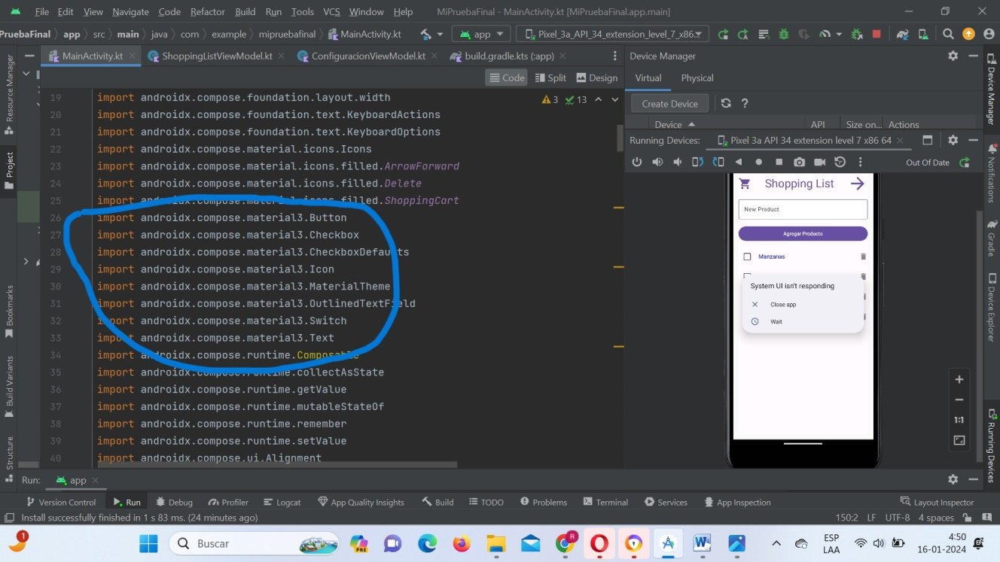 File Edit View Navigate Code Refactor Build Run Tools VCS Window Help MiPruebaFinal - MainActivity.kt [MiPruebaFinal.app.main]
PruebaFinal app src main java com example mipruebafinal MainActivity.kt app Pixel_3a_API_34_extension_level_7_x86...
MainActivity.kt ShoppingListViewModel.kt ConfiguracionViewModel.kt build.gradle.kts (:app)
Code Split Design
3 13
19 import androidx.compose.foundation.layout.width
20 import androidx.compose.foundation.text.KeyboardActions
21 import androidx.compose.foundation.text.KeyboardOptions
22 import androidx.compose.material.icons.Icons
23 import androidx.compose.material.icons.filled.ArrowForward
24 import androidx.compose.material.icons.filled.Delete
25 import androidx.compose.material.icons.filled.ShoppingCart
26 import androidx.compose.material3.Button
27 import androidx.compose.material3.Checkbox
28 import androidx.compose.material3.CheckboxDefaults
29 import androidx.compose.material3.Icon
30 import androidx.compose.material3.MaterialTheme
31 import androidx.compose.material3.OutlinedTextField
32 import androidx.compose.material3.Switch
33 import androidx.compose.material3.Text
34 import androidx.compose.runtime.Composable
35 import androidx.compose.runtime.collectAsState
36 import androidx.compose.runtime.getValue
37 import androidx.compose.runtime.mutableStateOf
38 import androidx.compose.runtime.remember
39 import androidx.compose.runtime.setValue
40 import androidx.compose.ui.Alignment
Resource Manager
Project
Bookmarks
Build Variants
Structure
Device Manager
Virtual Physical
Create Device
Device API Size on... Actions
Running Devices: Pixel 3a API 34 extension level 7 x86 64
Out Of Date
Shopping List
New Product
Agregar Producto
Manzanas
System UI isn't responding
Close app
Wait
1:1
Device Manager
Notifications
Gradle
Device Explorer
Running Devices
Run: app
Version Control Run Debug Profiler Logcat App Quality Insights Build TODO Problems Terminal Services App Inspection Layout Inspector
Install successfully finished in 1 s 83 ms. (24 minutes ago) 150:2 LF UTF-8 4 spaces
1
Buscar
PRE
R
ESP
LAA
4:50
16-01-2024